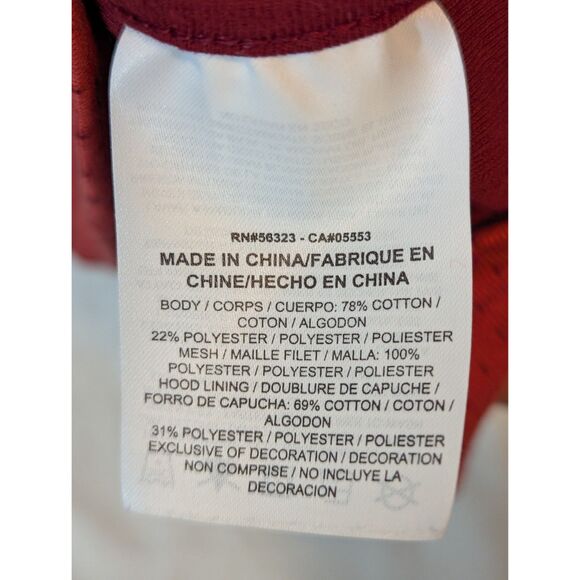 RN#56323 - CA#05553
MADE IN CHINA/FABRIQUE EN
CHINE/HECHO EN CHINA
BODY / CORPS / CUERPO: 78% COTTON /
COTON / ALGODON
22% POLYESTER / POLYESTER / POLIESTER
MESH / MAILLE FILET / MALLA: 100%
POLYESTER / POLYESTER / POLIESTER
HOOD LINING / DOUBLURE DE CAPUCHE /
FORRO DE CAPUCHA: 69% COTTON / COTON /
ALGODON
31% POLYESTER / POLYESTER / POLIESTER
EXCLUSIVE OF DECORATION / DECORATION
NON COMPRISE / NO INCLUYE LA
DECORACION